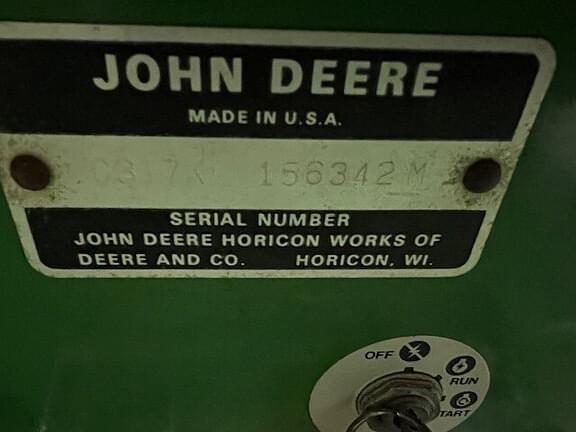 JOHN DEERE
MADE IN U.S.A.
156342M
SERIAL NUMBER
JOHN DEERE HORICON WORKS OF
DEERE AND CO. HORICON, WI.
OFF
RUN
START